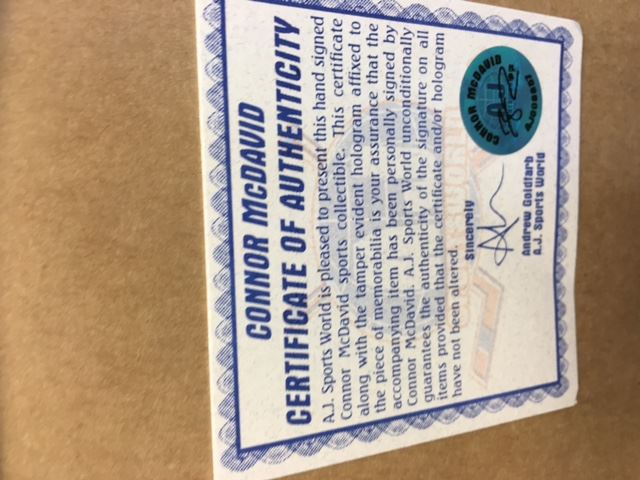 CONNOR McDAVID
CERTIFICATE OF AUTHENTICITY
A.J. Sports World is pleased to present this hand signed
Connor McDavid sports collectible. This certificate
along with the tamper evident hologram affixed to
the piece of memorabilia is your assurance that the
accompanying item has been personally signed by
Connor McDavid. A.J. Sports World unconditionally
guarantees the authenticity of the signature on all
items provided that the certificate and/or hologram
have not been altered.
Sincerely
Andrew Goldfarb
A.J. Sports World
CONNOR McDAVID